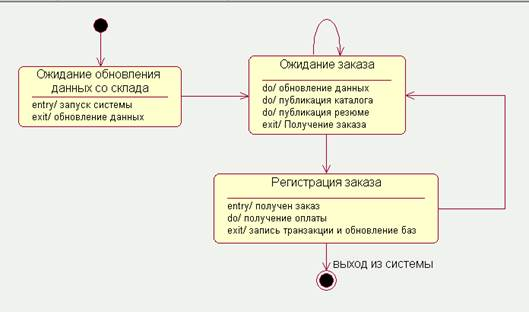 Ожидание обновления
данных со склада
entry/ запуск системы
exit/ обновление данных
Ожидание заказа
do/ обновление данных
do/ публикация каталога
do/ публикация резюме
exit/ Получение заказа
Регистрация заказа
entry/ получен заказ
do/ получение оплаты
exit/ запись транзакции и обновление баз
выход из системы